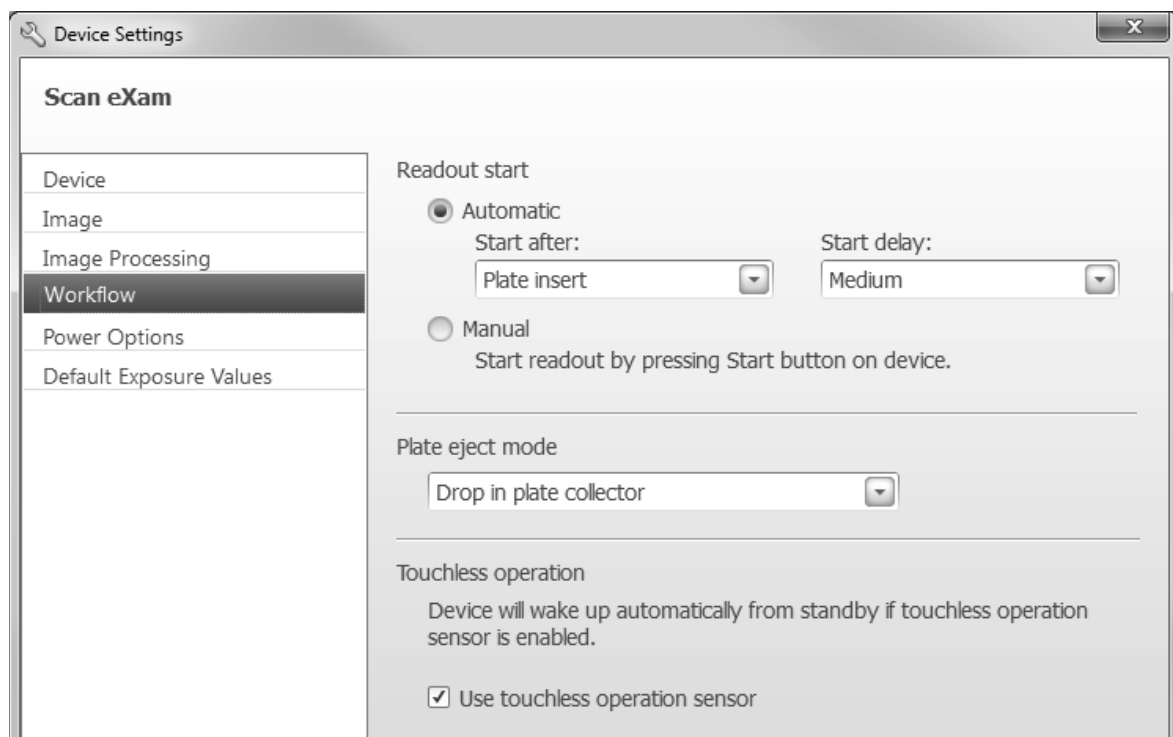 Device Settings
x
Scan eXam
Device
Image
Image Processing
Workflow
Power Options
Default Exposure Values
Readout start
Automatic
Start after: Start delay:
Plate insert Medium
Manual
Start readout by pressing Start button on device.
Plate eject mode
Drop in plate collector
Touchless operation
Device will wake up automatically from standby if touchless operation
sensor is enabled.
Use touchless operation sensor